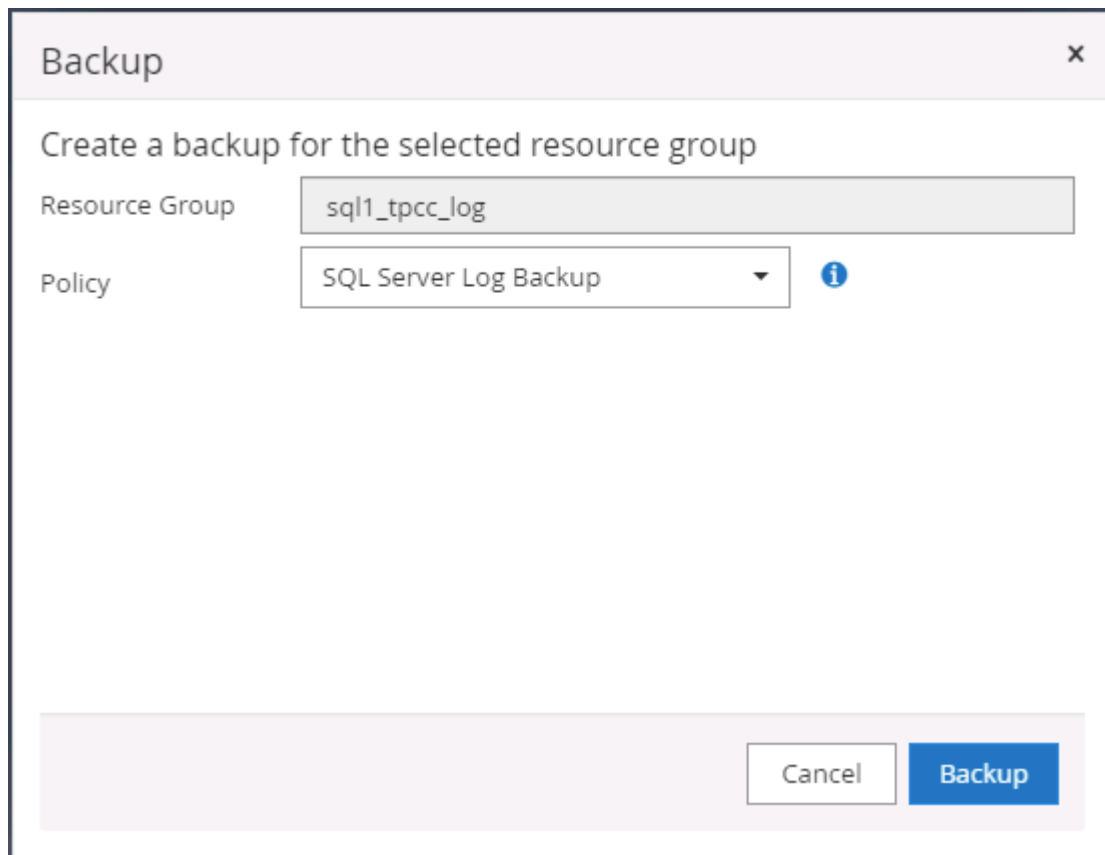 Backup
Create a backup for the selected resource group
Resource Group
sql1_tpcc_log
Policy
SQL Server Log Backup
Cancel
Backup